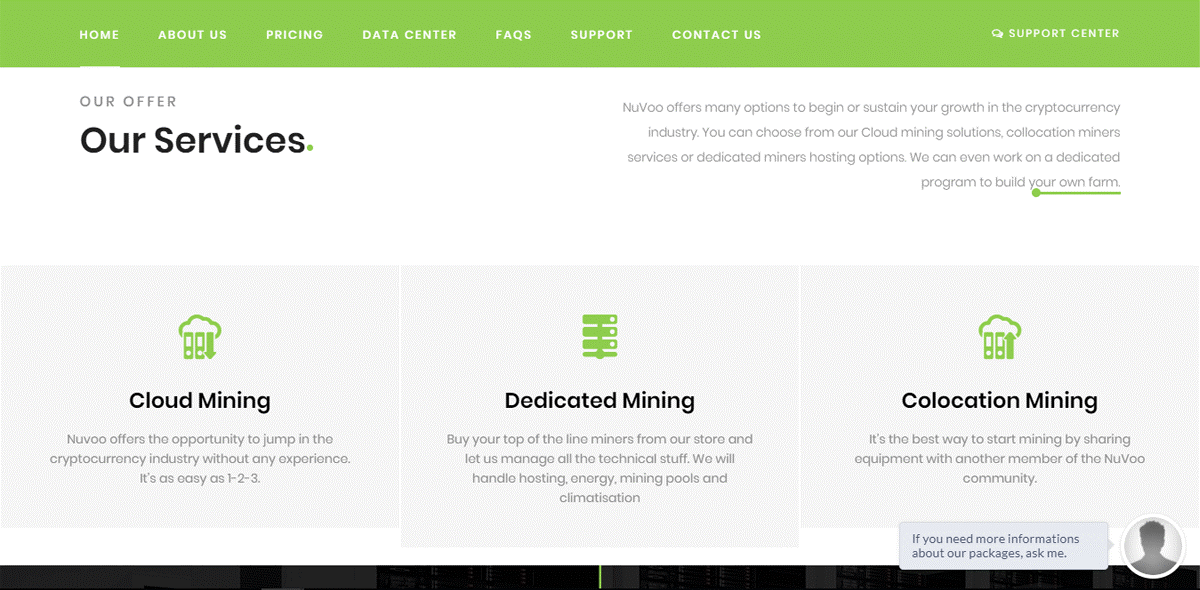 HOME ABOUT US PRICING DATA CENTER FAQS SUPPORT CONTACT US SUPPORT CENTER
OUR OFFER
Our Services.
NuVoo offers many options to begin or sustain your growth in the cryptocurrency
industry. You can choose from our Cloud mining solutions, collocation miners
services or dedicated miners hosting options. We can even work on a dedicated
program to build your own farm.
Cloud Mining
Nuvoo offers the opportunity to jump in the
cryptocurrency industry without any experience.
It's as easy as 1-2-3.
Dedicated Mining
Buy your top of the line miners from our store and
let us manage all the technical stuff. We will
handle hosting, energy, mining pools and
climatisation
Colocation Mining
It's the best way to start mining by sharing
equipment with another member of the NuVoo
community.
If you need more informations
about our packages, ask me.